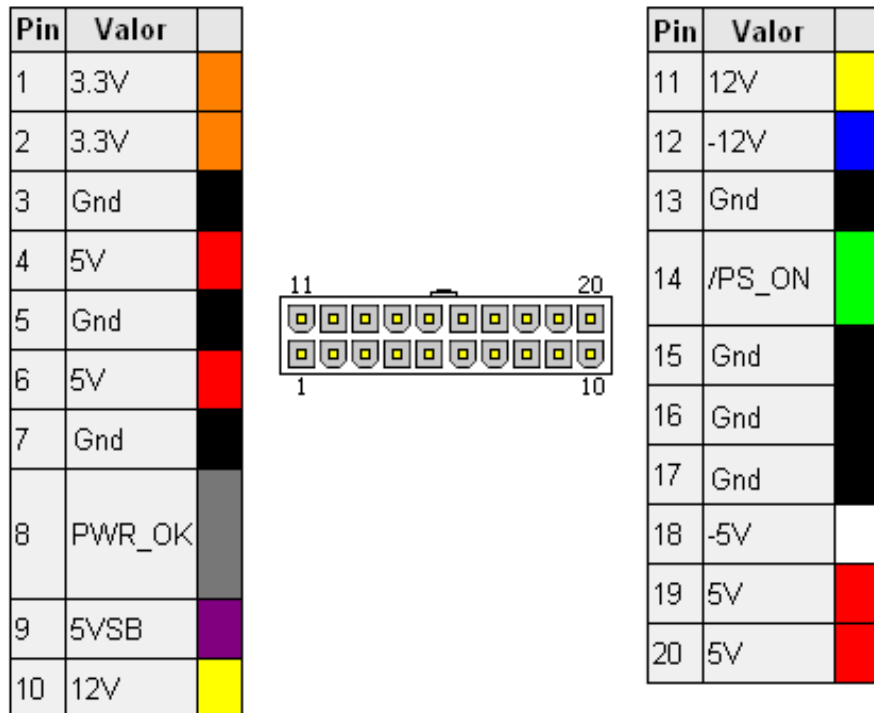 Pin Valor
1 3.3V
2 3.3V
3 Gnd
4 5V
5 Gnd
6 5V
7 Gnd
8 PWR_OK
9 5VSB
10 12V
11 20
1 10
Pin Valor
11 12V
12 -12V
13 Gnd
14 /PS_ON
15 Gnd
16 Gnd
17 Gnd
18 -5V
19 5V
20 5V